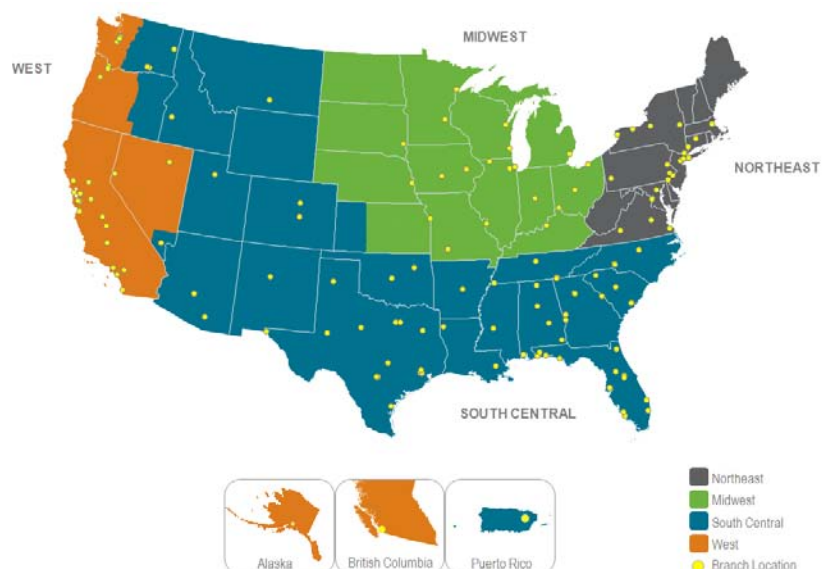 MIDWEST
WEST
NORTHEAST
SOUTH CENTRAL
Northeast
Midwest
South Central
West
Branch Location
Alaska
British Columbia
Puerto Rico